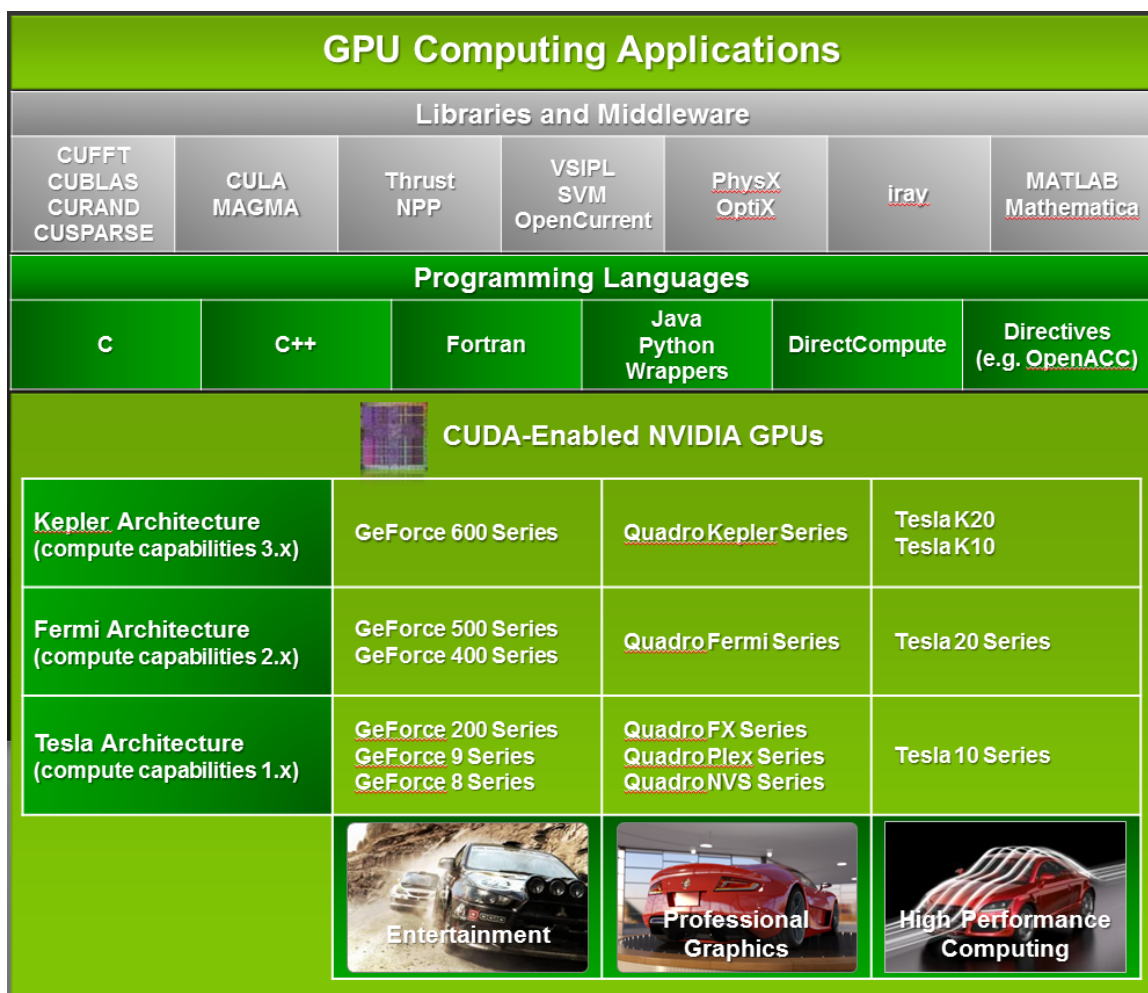 GPU Computing Applications
Libraries and Middleware
CUFFT
CUBLAS
CURAND
CUSPARSE
CULA
MAGMA
Thrust
NPP
VSIPL
SVM
OpenCurrent
PhysX
OptiX
iray
MATLAB
Mathematica
Programming Languages
C
C++
Fortran
Java
Python
Wrappers
DirectCompute
Directives
(e.g. OpenACC)
CUDA-Enabled NVIDIA GPUs
Kepler Architecture
(compute capabilities 3.x)
GeForce 600 Series
Quadro Kepler Series
Tesla K20
Tesla K10
Fermi Architecture
(compute capabilities 2.x)
GeForce 500 Series
GeForce 400 Series
Quadro Fermi Series
Tesla 20 Series
Tesla Architecture
(compute capabilities 1.x)
GeForce 200 Series
GeForce 9 Series
GeForce 8 Series
Quadro FX Series
Quadro Plex Series
Quadro NVS Series
Tesla 10 Series
Entertainment
Professional
Graphics
High Performance
Computing